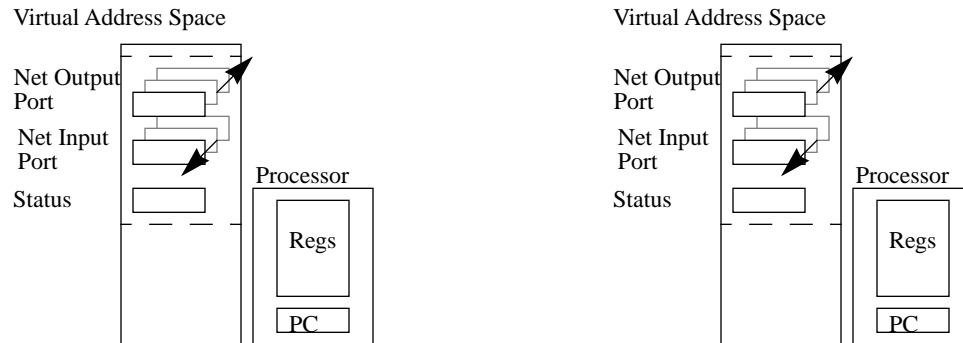 Virtual Address Space
Net Output
Port
Net Input
Port
Status
Processor
Regs
PC
Virtual Address Space
Net Output
Port
Net Input
Port
Status
Processor
Regs
PC